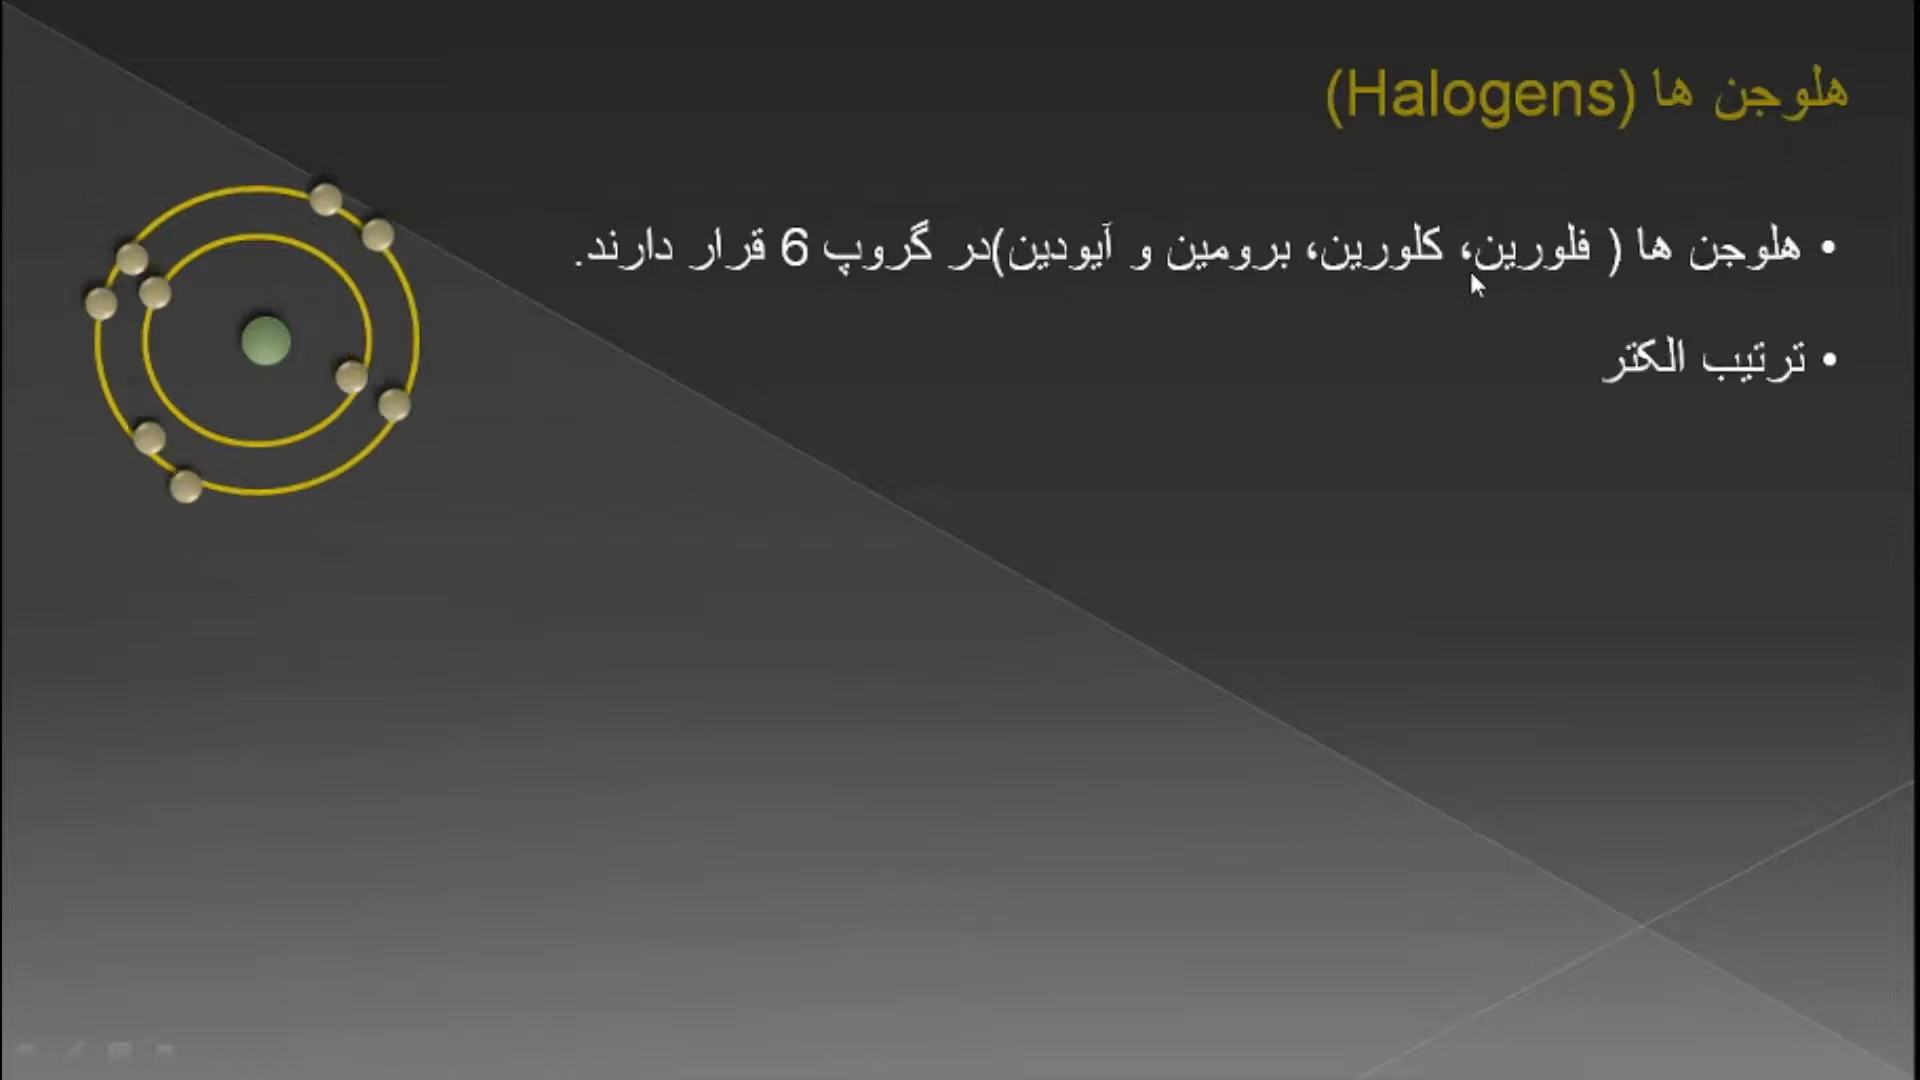 هلوجن ها (Halogens)
• هلوجن ها ( فلورین، کلورین، برومین و آیودین)در گروپ 6 قرار دارند.
• ترتیب الکتر